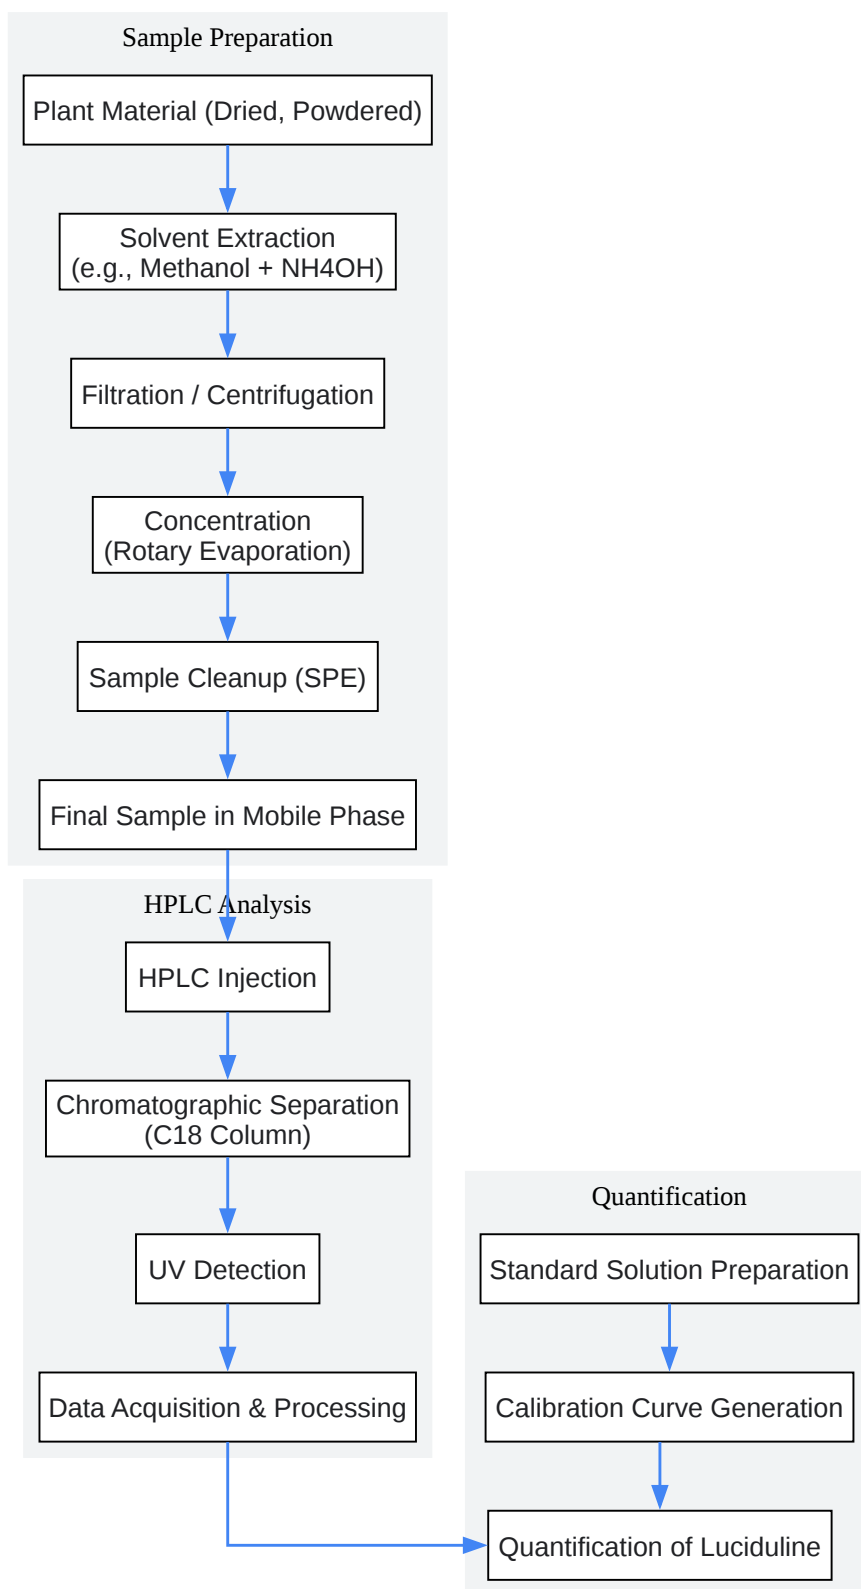 Sample Preparation
Plant Material (Dried, Powdered)
Solvent Extraction
(e.g., Methanol + NH4OH)
Filtration / Centrifugation
Concentration
(Rotary Evaporation)
Sample Cleanup (SPE)
Final Sample in Mobile Phase
HPLC Analysis
HPLC Injection
Chromatographic Separation
(C18 Column)
UV Detection
Data Acquisition & Processing
Quantification
Standard Solution Preparation
Calibration Curve Generation
Quantification of Luciduline